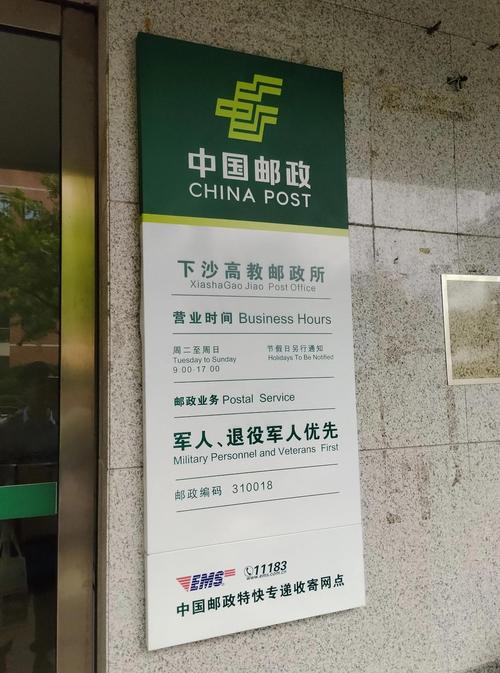 中国邮政
CHINA POST
下沙高教邮政所
XiashaGao Jiao Post Office
营业时间 Business Hours
周二至周日
Tuesday to Sunday
9:00-17:00
节假日另行通知
Holidays To Be Notified
邮政业务 Postal Service
军人、退役军人优先
Military Personnel and Veterans First
邮政编码 310018
EMS
11183
www.ems.com.cn
中国邮政特快专递收寄网点